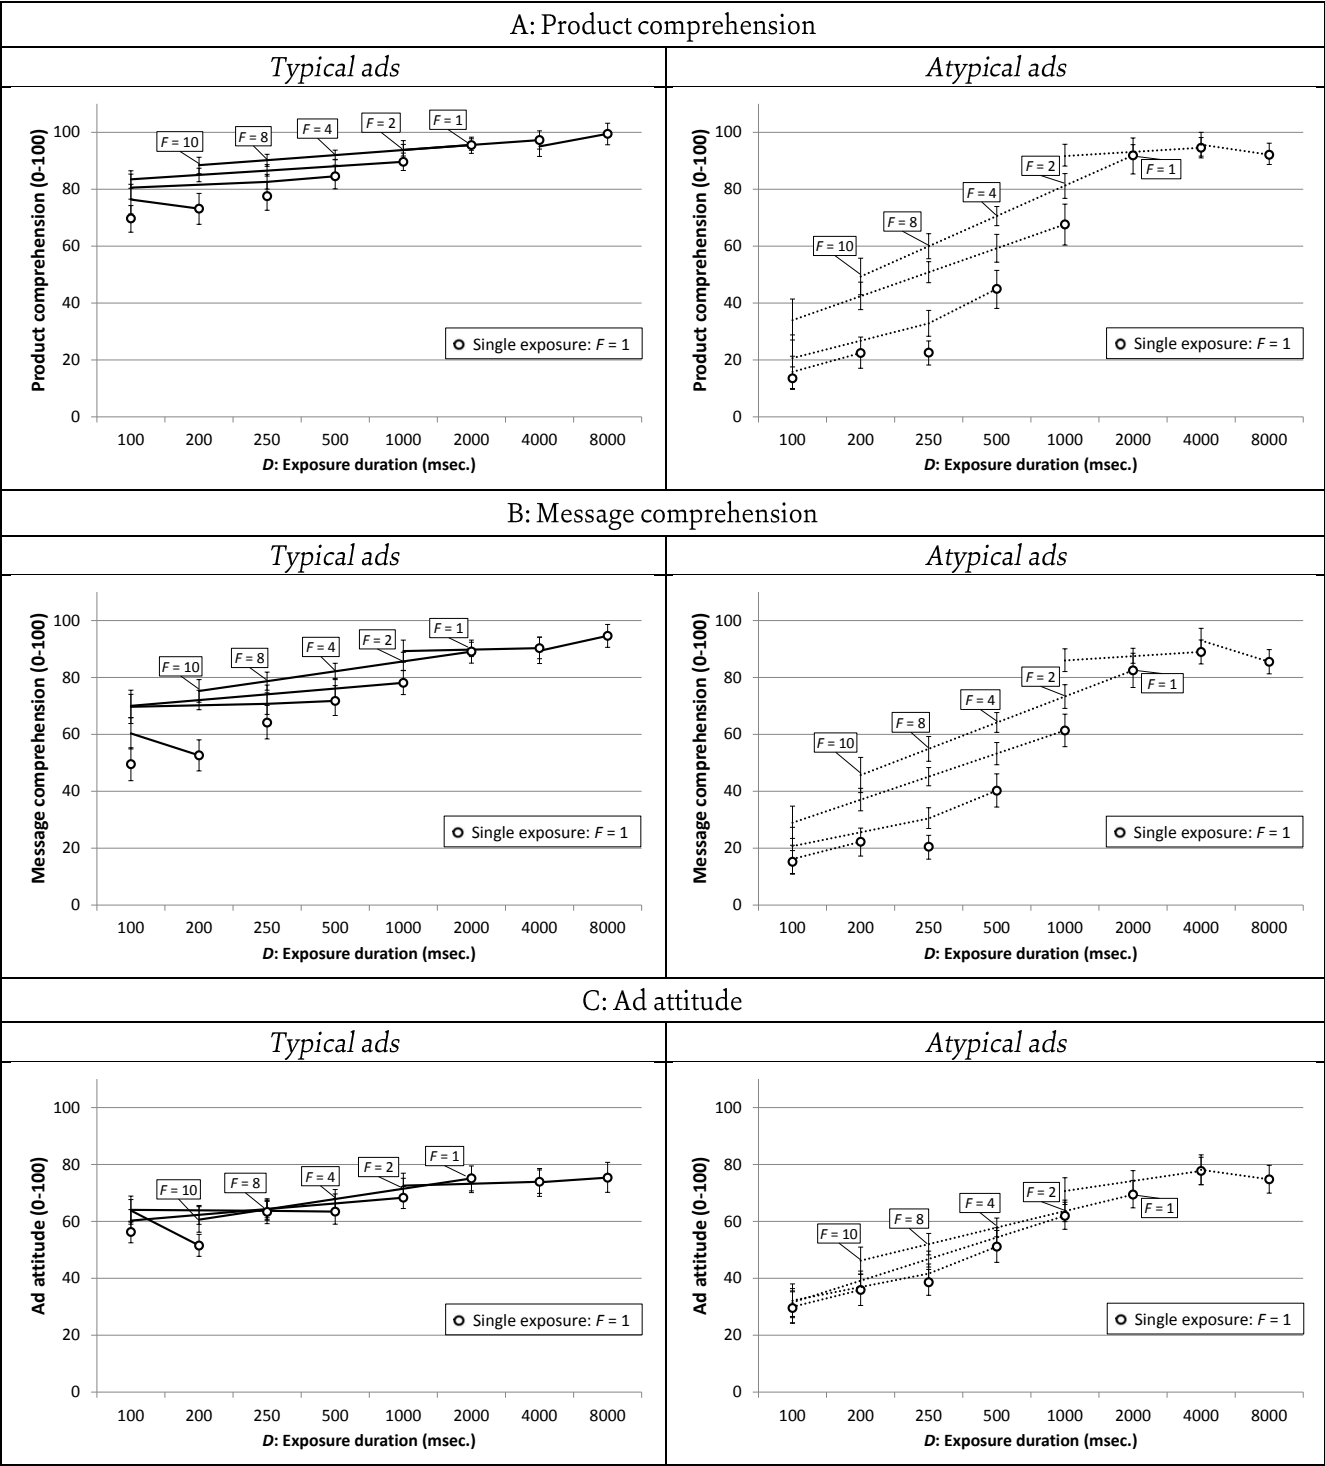 A: Product comprehension
Typical ads
Atypical ads
Product comprehension (0-100)
100
80
60
40
20
0
F = 10
F = 8
F = 4
F = 2
F = 1
Single exposure: F = 1
100 200 250 500 1000 2000 4000 8000
D: Exposure duration (msec.)
Product comprehension (0-100)
100
80
60
40
20
0
F = 10
F = 8
F = 4
F = 2
F = 1
Single exposure: F = 1
100 200 250 500 1000 2000 4000 8000
D: Exposure duration (msec.)
B: Message comprehension
Typical ads
Atypical ads
Message comprehension (0-100)
100
80
60
40
20
0
F = 10
F = 8
F = 4
F = 2
F = 1
Single exposure: F = 1
100 200 250 500 1000 2000 4000 8000
D: Exposure duration (msec.)
Message comprehension (0-100)
100
80
60
40
20
0
F = 10
F = 8
F = 4
F = 2
F = 1
Single exposure: F = 1
100 200 250 500 1000 2000 4000 8000
D: Exposure duration (msec.)
C: Ad attitude
Typical ads
Atypical ads
Ad attitude (0-100)
100
80
60
40
20
0
F = 10
F = 8
F = 4
F = 2
F = 1
Single exposure: F = 1
100 200 250 500 1000 2000 4000 8000
D: Exposure duration (msec.)
Ad attitude (0-100)
100
80
60
40
20
0
F = 10
F = 8
F = 4
F = 2
F = 1
Single exposure: F = 1
100 200 250 500 1000 2000 4000 8000
D: Exposure duration (msec.)